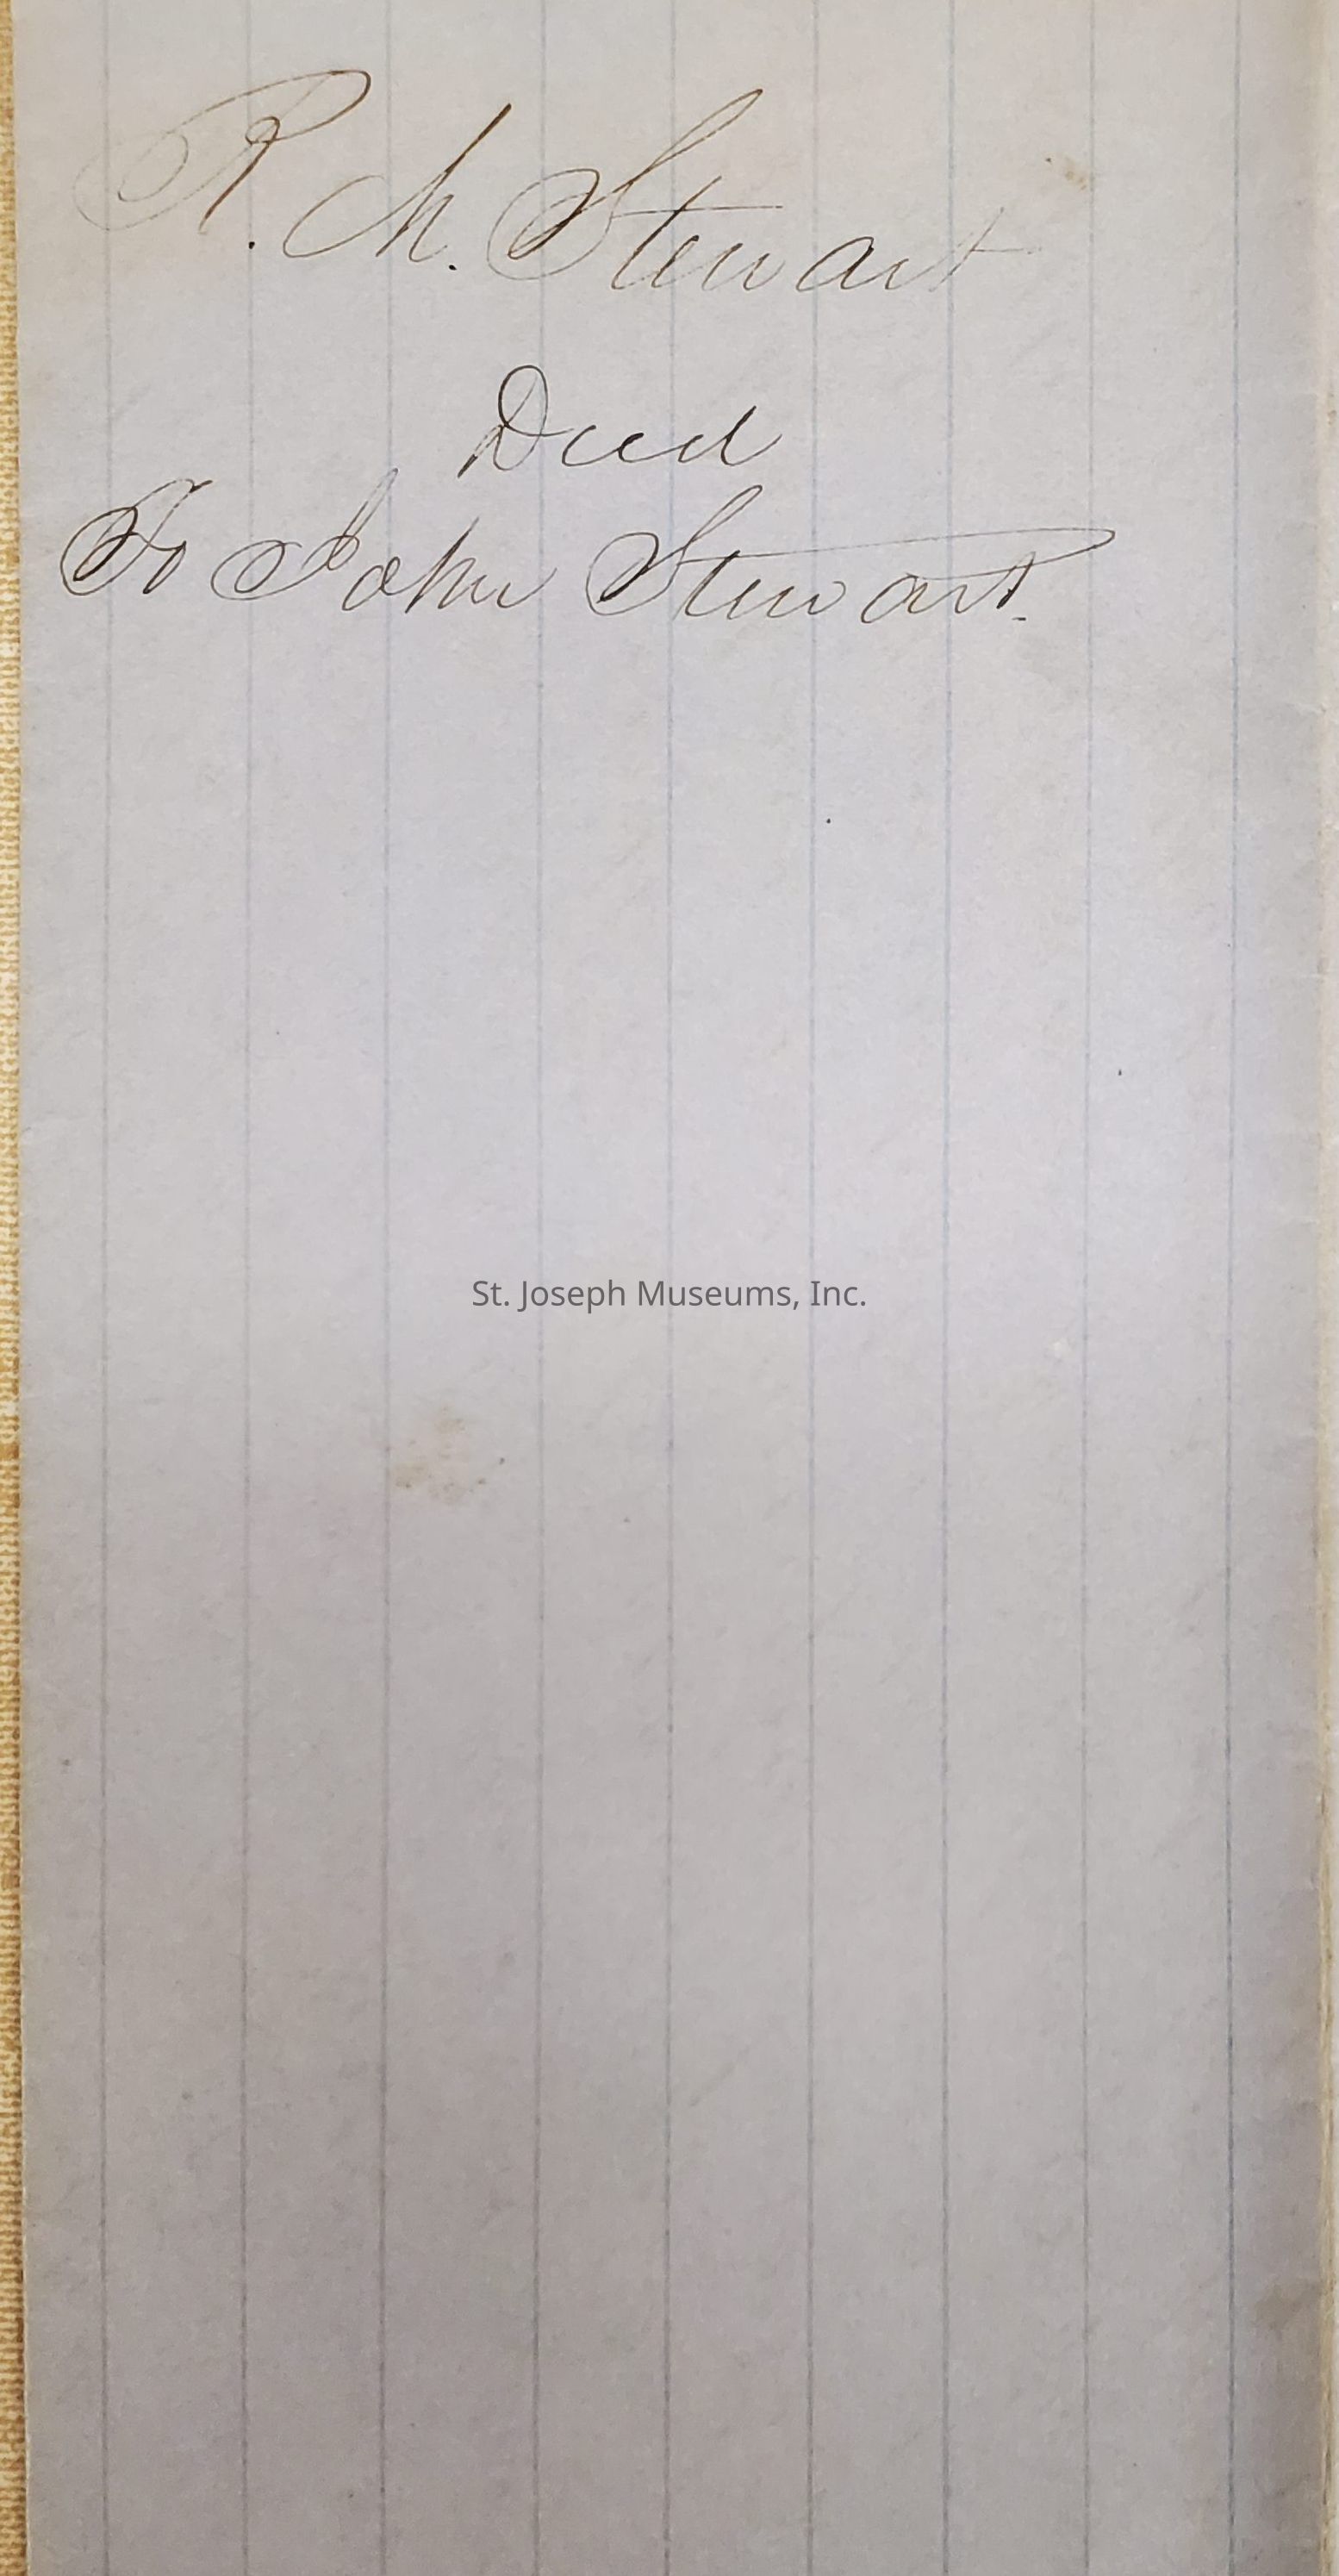 R. M. Stewart
Deed
To John Stewart.
St. Joseph Museums, Inc.